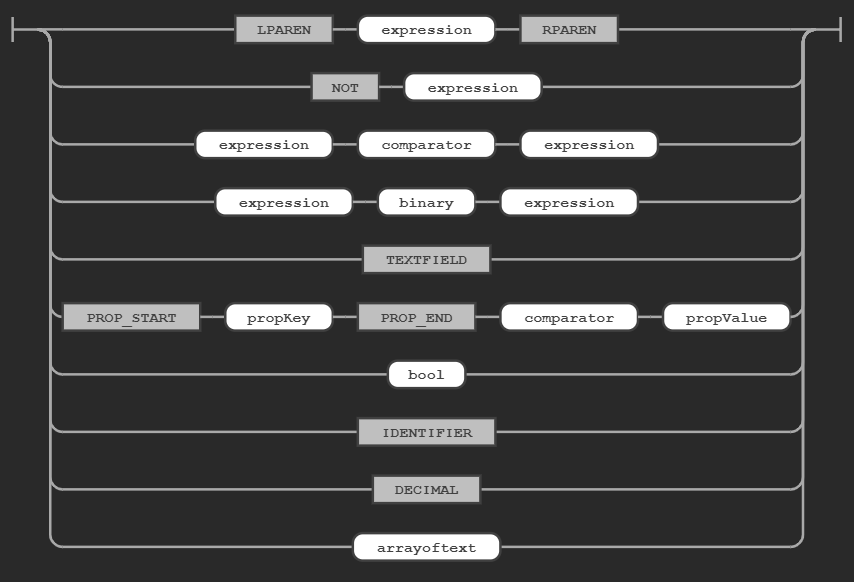 LPAREN expression RPAREN
NOT expression
expression comparator expression
expression binary expression
TEXTFIELD
PROP_START propKey PROP_END comparator propValue
bool
IDENTIFIER
DECIMAL
arrayoftext